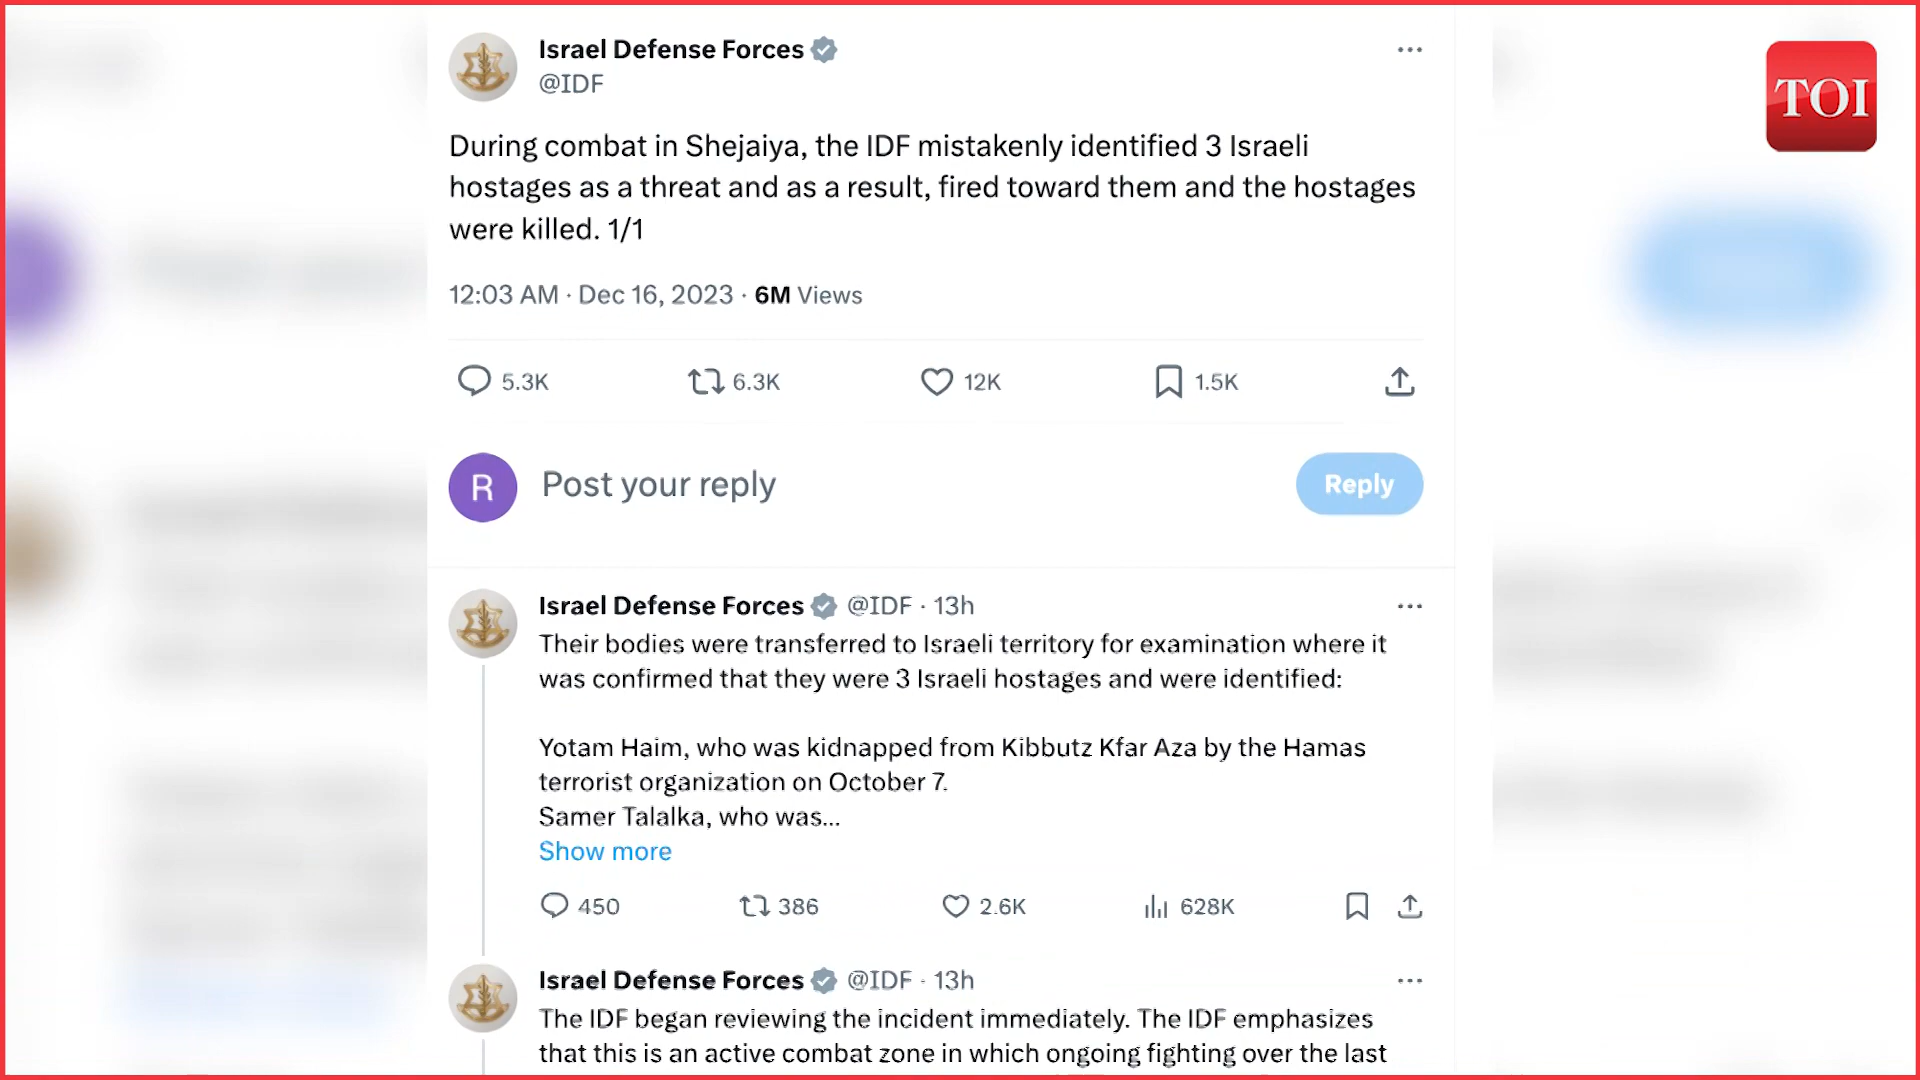 Israel Defense Forces
@IDF
TOI
During combat in Shejaiya, the IDF mistakenly identified 3 Israeli
hostages as a threat and as a result, fired toward them and the hostages
were killed. 1/1
12:03 AM · Dec 16, 2023 · 6M Views
5.3K 6.3K 12K 1.5K
R Post your reply Reply
Israel Defense Forces @IDF · 13h
Their bodies were transferred to Israeli territory for examination where it
was confirmed that they were 3 Israeli hostages and were identified:
Yotam Haim, who was kidnapped from Kibbutz Kfar Aza by the Hamas
terrorist organization on October 7.
Samer Talalka, who was...
Show more
450 386 2.6K 628K
Israel Defense Forces @IDF · 13h
The IDF began reviewing the incident immediately. The IDF emphasizes
that this is an active combat zone in which ongoing fighting over the last